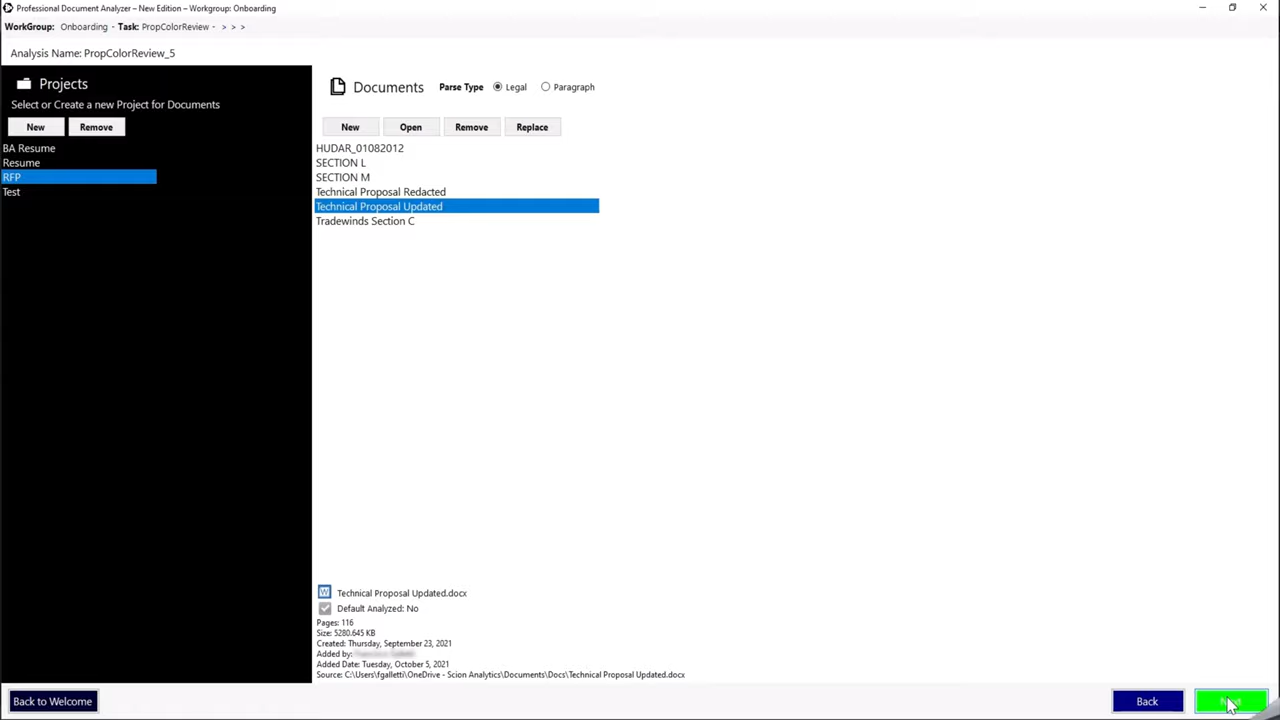 Professional Document Analyzer – New Edition – Workgroup: Onboarding
WorkGroup: Onboarding - Task: PropColorReview - > > >
Analysis Name: PropColorReview_5
Projects
Select or Create a new Project for Documents
New Remove
BA Resume
Resume
RFP
Test
Documents Parse Type Legal Paragraph
New Open Remove Replace
HUDAR_01082012
SECTION L
SECTION M
Technical Proposal Redacted
Technical Proposal Updated
Tradewinds Section C
Technical Proposal Updated.docx
Default Analyzed: No
Pages: 116
Size: 5280.645 KB
Created: Thursday, September 23, 2021
Added by:
Added Date: Tuesday, October 5, 2021
Source: C:\Users\fgalletti\OneDrive - Scion Analytics\Documents\Docs\Technical Proposal Updated.docx
Back to Welcome
Back